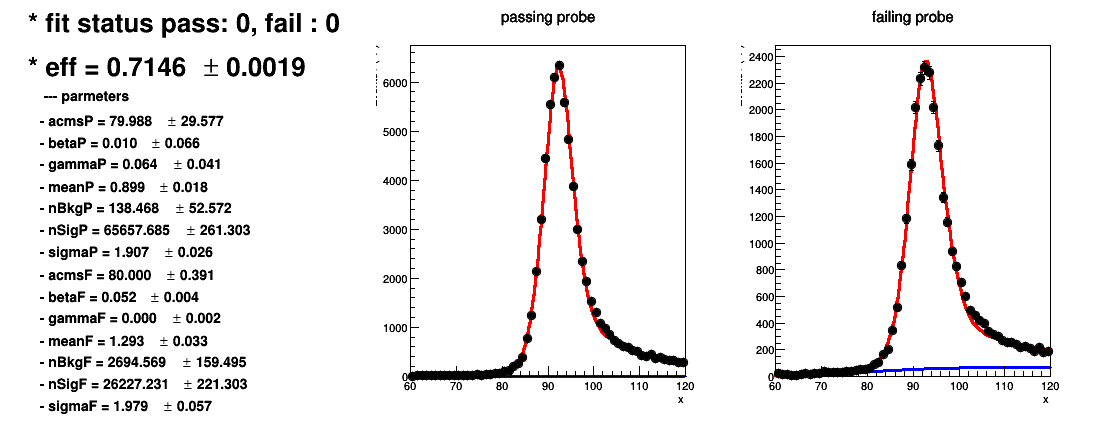 * fit status pass: 0, fail : 0
* eff = 0.7146 ± 0.0019
--- parmeters
- acmsP = 79.988 ± 29.577
- betaP = 0.010 ± 0.066
- gammaP = 0.064 ± 0.041
- meanP = 0.899 ± 0.018
- nBkgP = 138.468 ± 52.572
- nSigP = 65657.685 ± 261.303
- sigmaP = 1.907 ± 0.026
- acmsF = 80.000 ± 0.391
- betaF = 0.052 ± 0.004
- gammaF = 0.000 ± 0.002
- meanF = 1.293 ± 0.033
- nBkgF = 2694.569 ± 159.495
- nSigF = 26227.231 ± 221.303
- sigmaF = 1.979 ± 0.057
passing probe
6000
5000
4000
3000
2000
1000
0
60 70 80 90 100 110 120
x
failing probe
2400
2200
2000
1800
1600
1400
1200
1000
800
600
400
200
0
60 70 80 90 100 110 120
x